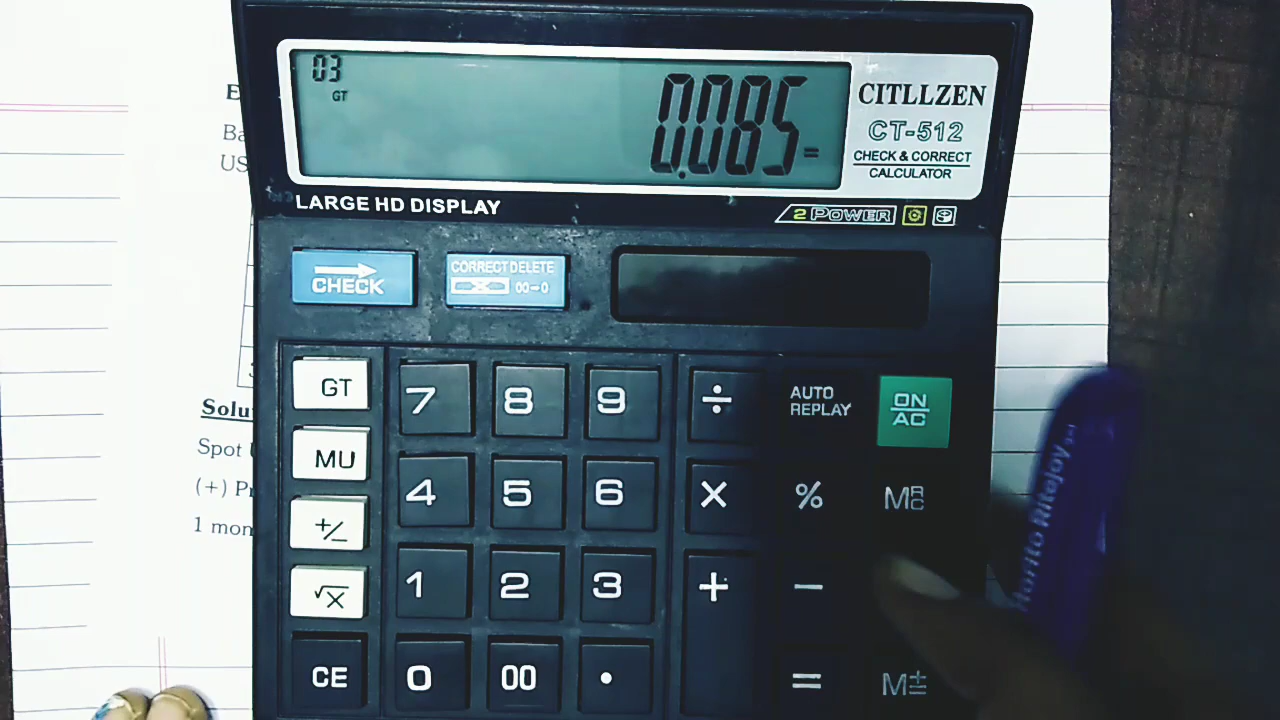 03
GT
0.085=
CITLLZEN
CT-512
CHECK & CORRECT
CALCULATOR
LARGE HD DISPLAY
2 POWER
CHECK
CORRECT DELETE
00→0
GT
7
8
9
÷
AUTO
REPLAY
ON
AC
MU
4
5
6
X
%
MRC
+/-
1
2
3
+
−
√X
CE
0
00
.
=
M±
Solu
Spot
(+) P
1 mon
Ba
US
Horito Ritejoy